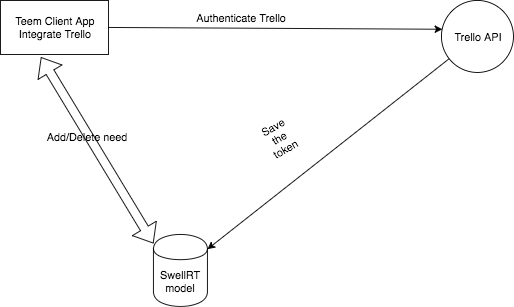 Teem Client App
Integrate Trello
Authenticate Trello
Trello API
Save
the
token
Add/Delete need
SwellRT
model